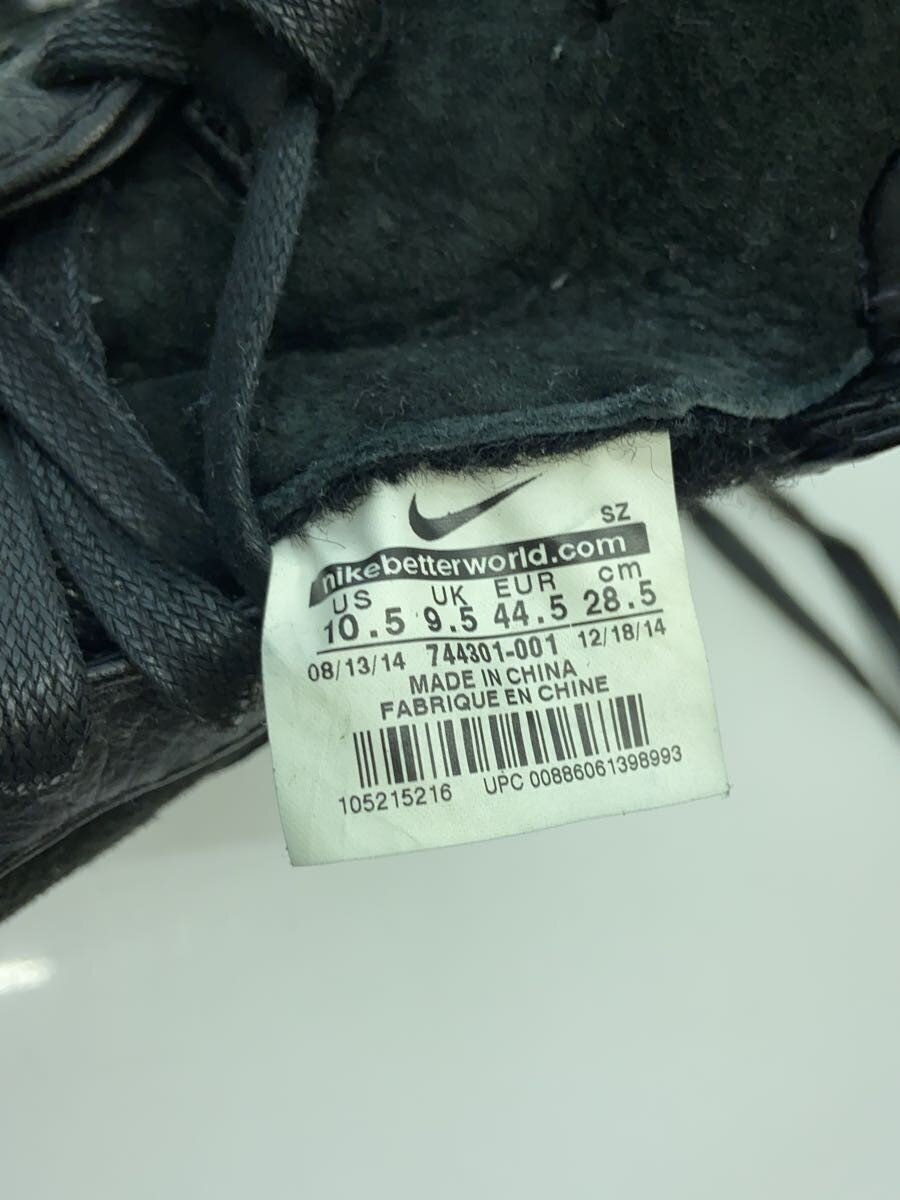 SZ
nikebetterworld.com
US UK EUR cm
10.5 9.5 44.5 28.5
08/13/14 744301-001 12/18/14
MADE IN CHINA
FABRIQUE EN CHINE
105215216 UPC 00886061398993